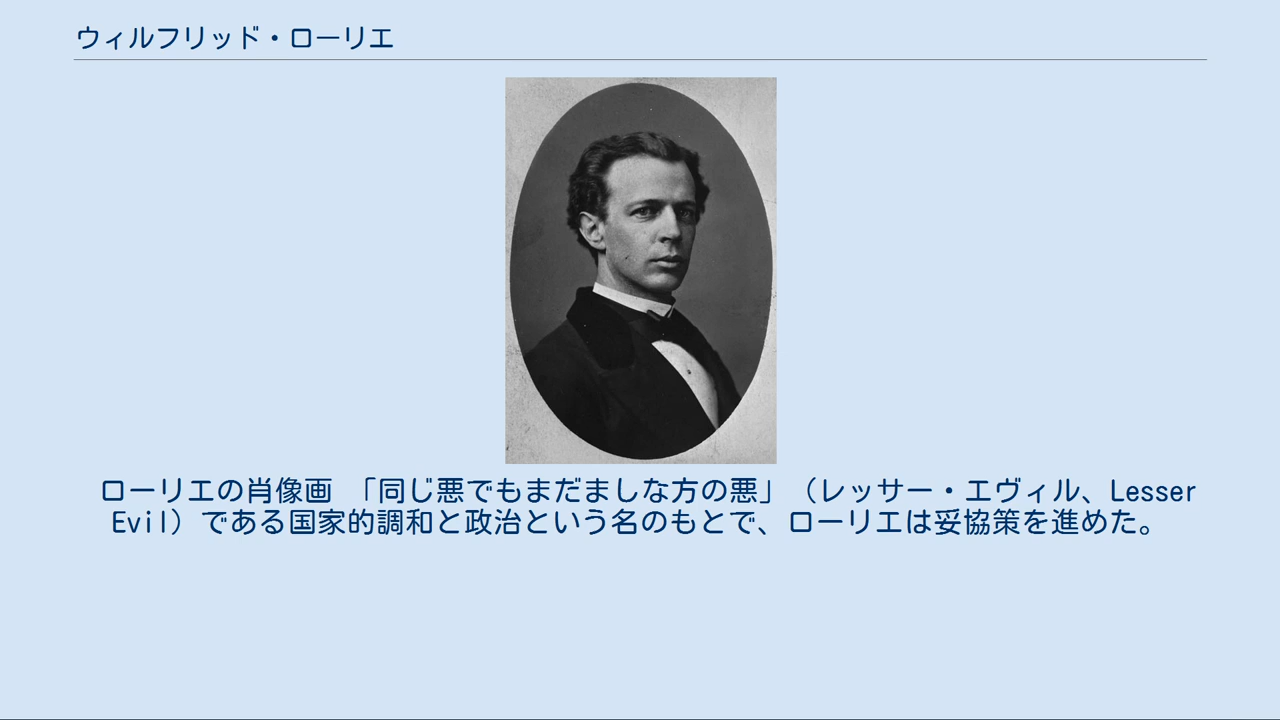 ウィルフリッド・ローリエ
ローリエの肖像画　「同じ悪でもまだましな方の悪」（レッサー・エヴィル、Lesser
Evil）である国家的調和と政治という名のもとで、ローリエは妥協策を進めた。